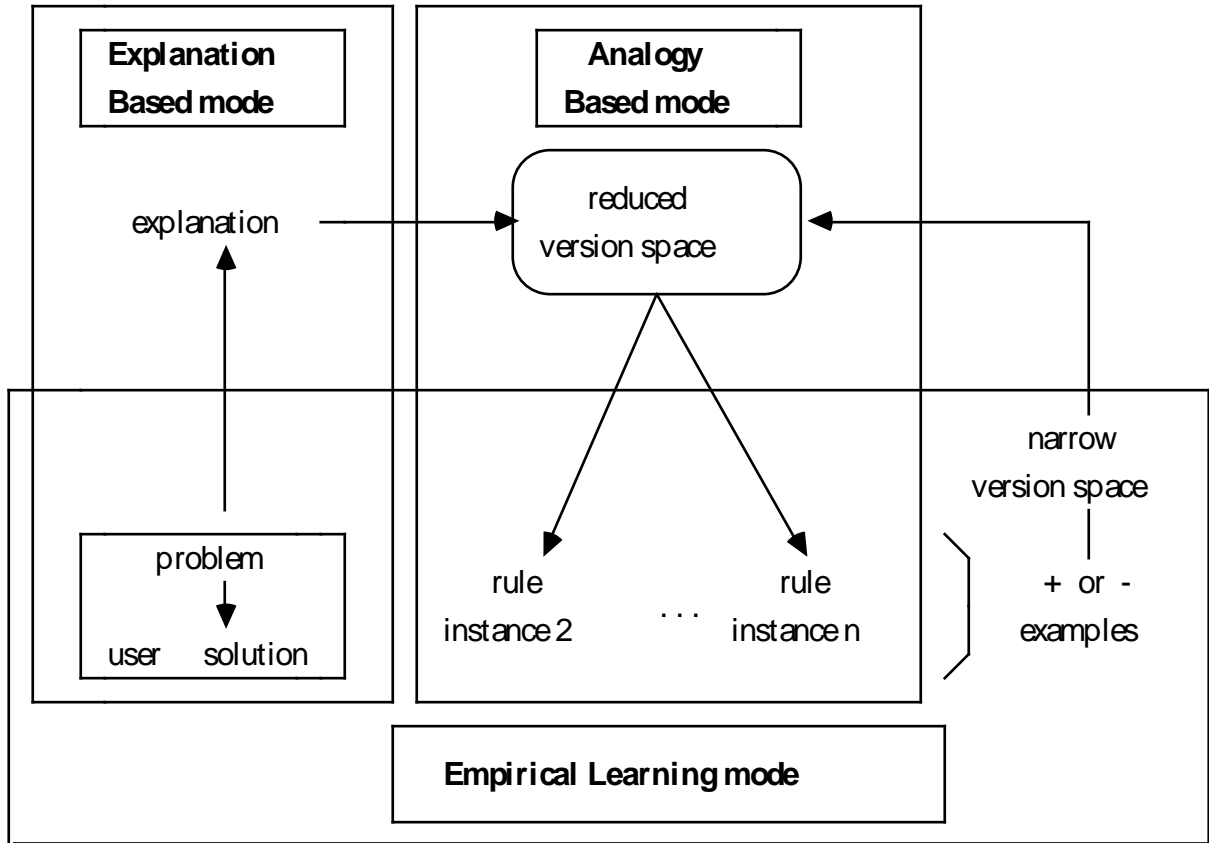 Explanation
Based mode
Analogy
Based mode
explanation
reduced
version space
narrow
version space
problem
user solution
rule
instance 2
. . .
rule
instance n
+ or -
examples
Empirical Learning mode